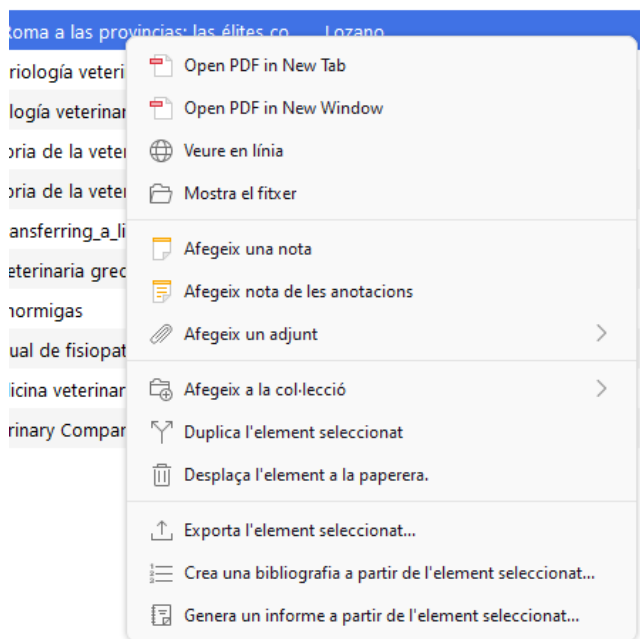 Roma a las provincias: las élites co... Lozano
riología veteri
Open PDF in New Tab
logía veterinar
Open PDF in New Window
oria de la veter
Veure en línia
oria de la veter
Mostra el fitxer
ansferring_a_li
eterinaria grec
Afegeix una nota
Afegeix nota de les anotacions
hormigas
Afegeix un adjunt
ual de fisiopat
Afegeix a la col·lecció
licina veterinar
rinary Compar
Duplica l'element seleccionat
Desplaça l'element a la paperera.
Exporta l'element seleccionat...
Crea una bibliografia a partir de l'element seleccionat...
Genera un informe a partir de l'element seleccionat...